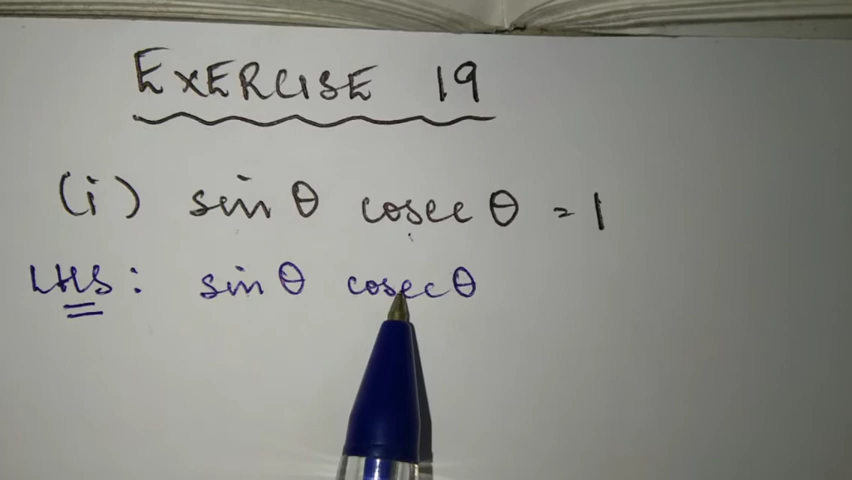 EXERCISE 19
(i) sin θ cosec θ = 1
LHS: sin θ cosec θ